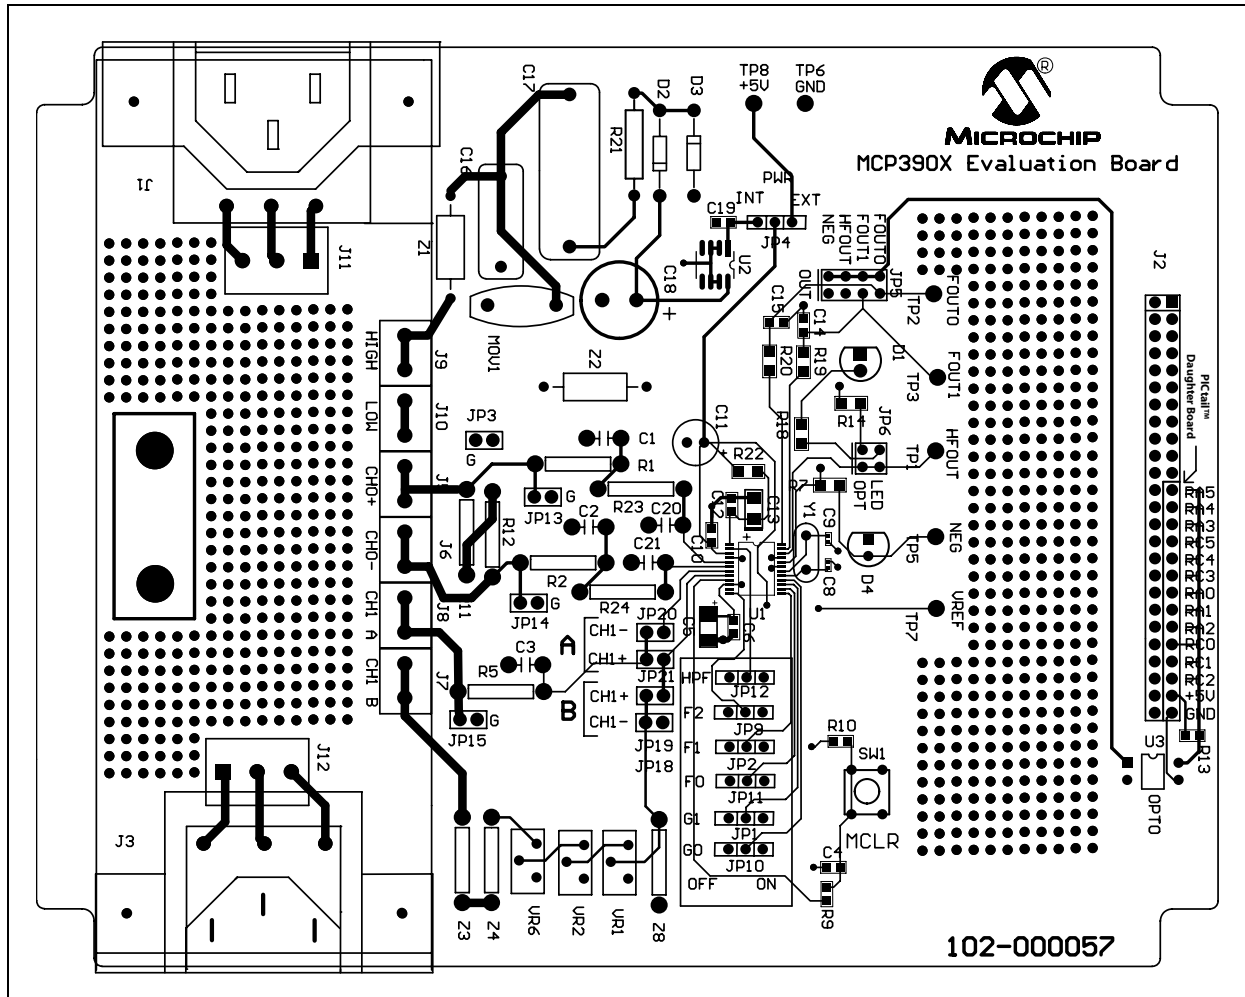 C17
D2
D3
TP8
+5V
TP6
GND
®
MICROCHIP
MCP390X Evaluation Board
R21
C16
J1
PWR
INT
EXT
C19
JP4
Z1
J11
U2
C18
+
NEG
HFOUT
FOUT1
FOUT0
OUT
JP5
J2
C15
C14
TP2
FOUT0
HIGH
J9
MOV1
Z2
R20
R19
D1
TP3
FOUT1
PICtail™
Daughter Board
LOW
J10
JP3
G
C1
C11
+
R18
R14
JP6
TP1
HFOUT
R1
R22
CH0+
J5
JP13
G
R23
R7
OPT
LED
C12
C13
+
Y1
C9
R12
C2
C20
C10
C21
NEG
TP5
D4
C8
CH0-
J6
R2
11
JP14
G
R24
U1
VREF
TP7
RA5
RA4
RA3
RC5
RC4
RC3
RA0
RA1
RA2
RC0
RC1
RC2
+5V
GND
CH1 A
J8
JP20
C5
C6
A
CH1-
CH1+
JP21
C3
R5
CH1 B
J7
B
CH1+
CH1-
JP15
G
JP19
JP18
HPF
JP12
F2
JP9
F1
JP2
F0
JP11
G1
JP1
G0
JP10
OFF
ON
R10
SW1
MCLR
C4
R9
U3
R13
OPTO
J12
J3
Z3
Z4
VR6
VR2
VR1
Z8
102-000057